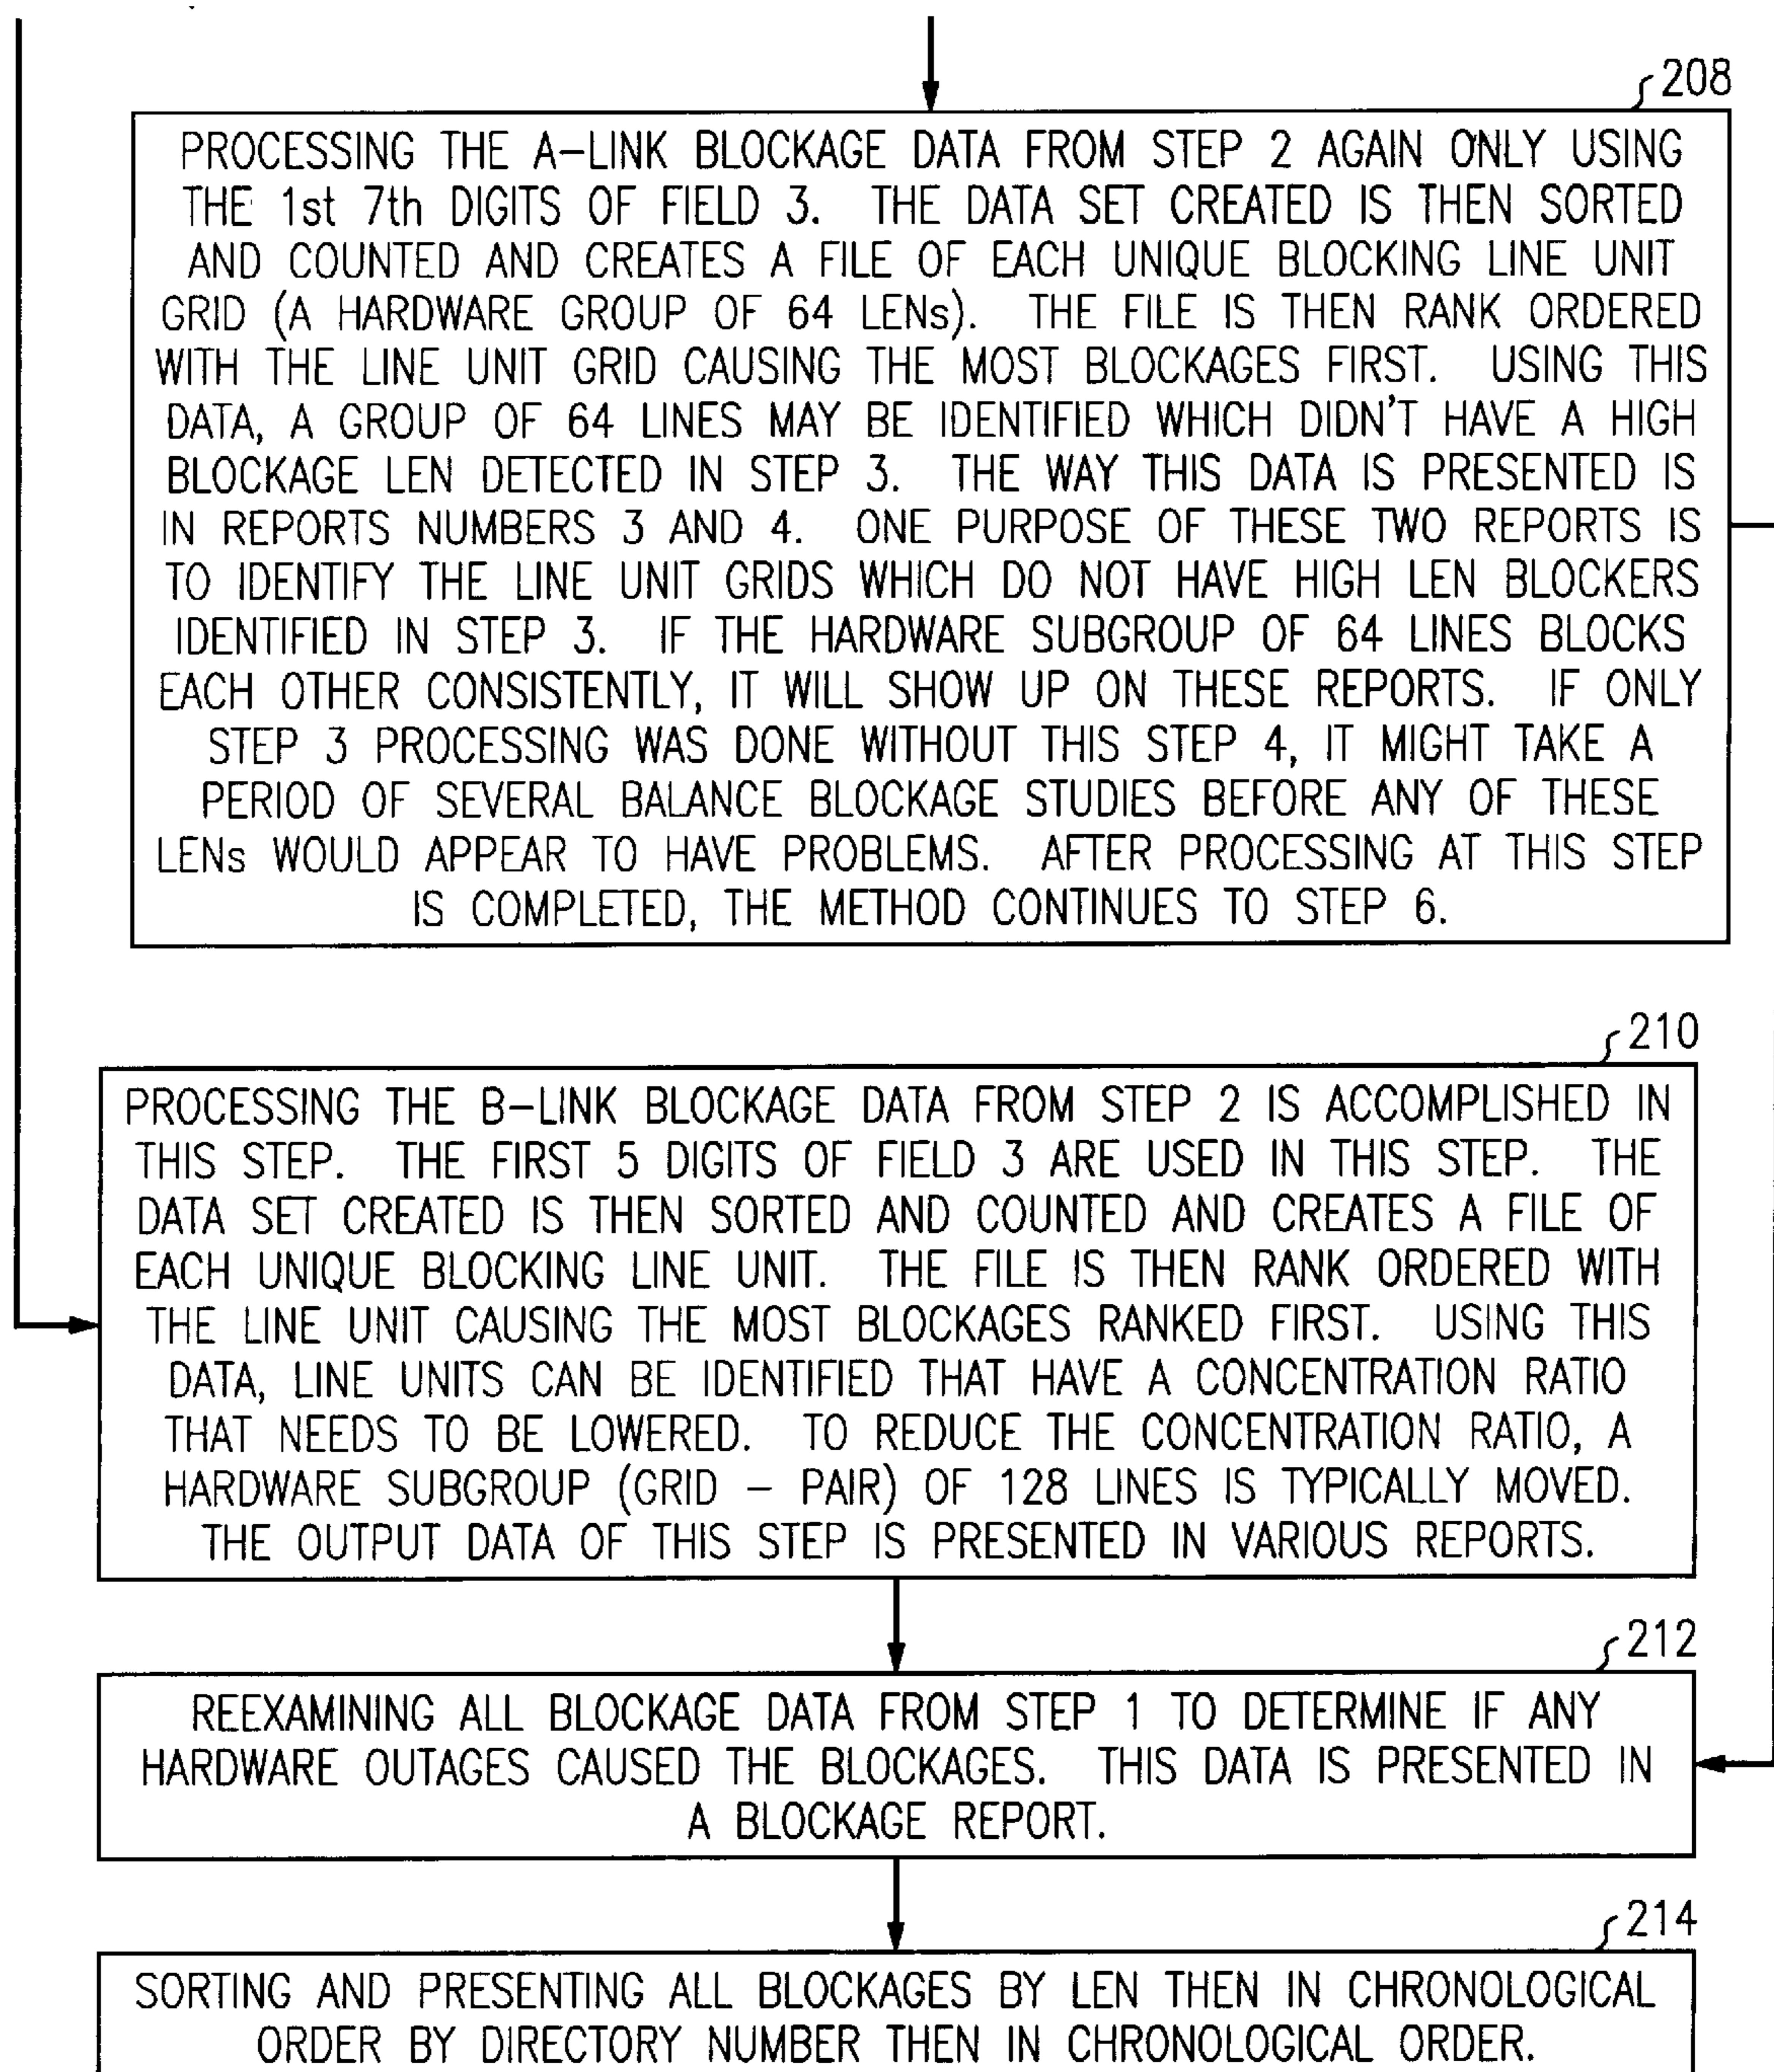 208
PROCESSING THE A-LINK BLOCKAGE DATA FROM STEP 2 AGAIN ONLY USING
THE 1st 7th DIGITS OF FIELD 3. THE DATA SET CREATED IS THEN SORTED
AND COUNTED AND CREATES A FILE OF EACH UNIQUE BLOCKING LINE UNIT
GRID (A HARDWARE GROUP OF 64 LENs). THE FILE IS THEN RANK ORDERED
WITH THE LINE UNIT GRID CAUSING THE MOST BLOCKAGES FIRST. USING THIS
DATA, A GROUP OF 64 LINES MAY BE IDENTIFIED WHICH DIDN'T HAVE A HIGH
BLOCKAGE LEN DETECTED IN STEP 3. THE WAY THIS DATA IS PRESENTED IS
IN REPORTS NUMBERS 3 AND 4. ONE PURPOSE OF THESE TWO REPORTS IS
TO IDENTIFY THE LINE UNIT GRIDS WHICH DO NOT HAVE HIGH LEN BLOCKERS
IDENTIFIED IN STEP 3. IF THE HARDWARE SUBGROUP OF 64 LINES BLOCKS
EACH OTHER CONSISTENTLY, IT WILL SHOW UP ON THESE REPORTS. IF ONLY
STEP 3 PROCESSING WAS DONE WITHOUT THIS STEP 4, IT MIGHT TAKE A
PERIOD OF SEVERAL BALANCE BLOCKAGE STUDIES BEFORE ANY OF THESE
LENs WOULD APPEAR TO HAVE PROBLEMS. AFTER PROCESSING AT THIS STEP
IS COMPLETED, THE METHOD CONTINUES TO STEP 6.
210
PROCESSING THE B-LINK BLOCKAGE DATA FROM STEP 2 IS ACCOMPLISHED IN
THIS STEP. THE FIRST 5 DIGITS OF FIELD 3 ARE USED IN THIS STEP. THE
DATA SET CREATED IS THEN SORTED AND COUNTED AND CREATES A FILE OF
EACH UNIQUE BLOCKING LINE UNIT. THE FILE IS THEN RANK ORDERED WITH
THE LINE UNIT CAUSING THE MOST BLOCKAGES RANKED FIRST. USING THIS
DATA, LINE UNITS CAN BE IDENTIFIED THAT HAVE A CONCENTRATION RATIO
THAT NEEDS TO BE LOWERED. TO REDUCE THE CONCENTRATION RATIO, A
HARDWARE SUBGROUP (GRID - PAIR) OF 128 LINES IS TYPICALLY MOVED.
THE OUTPUT DATA OF THIS STEP IS PRESENTED IN VARIOUS REPORTS.
212
REEXAMINING ALL BLOCKAGE DATA FROM STEP 1 TO DETERMINE IF ANY
HARDWARE OUTAGES CAUSED THE BLOCKAGES. THIS DATA IS PRESENTED IN
A BLOCKAGE REPORT.
214
SORTING AND PRESENTING ALL BLOCKAGES BY LEN THEN IN CHRONOLOGICAL
ORDER BY DIRECTORY NUMBER THEN IN CHRONOLOGICAL ORDER.